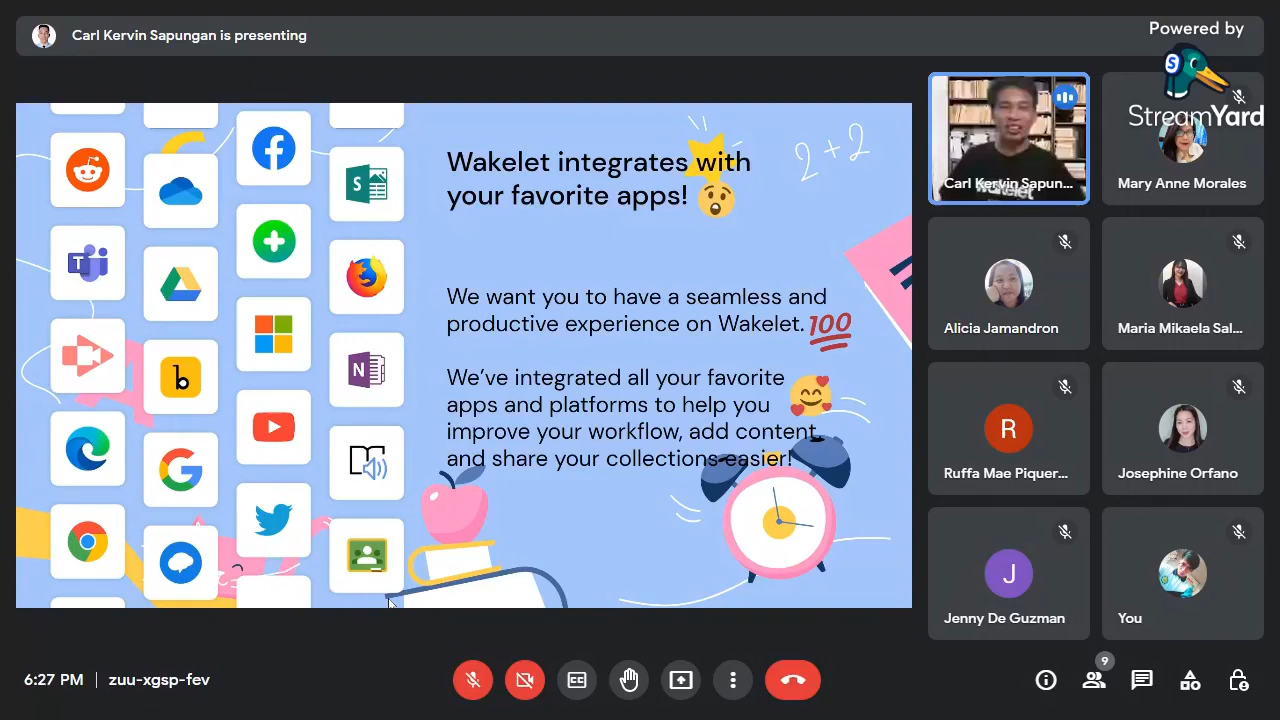 Carl Kervin Sapungan is presenting
Powered by
StreamYard
Wakelet integrates with
your favorite apps!
2+2
We want you to have a seamless and
productive experience on Wakelet.
100
We've integrated all your favorite
apps and platforms to help you
improve your workflow, add content,
and share your collections easier!
S
T
b
N
Carl Kervin Sapun...
Mary Anne Morales
Alicia Jamandron
Maria Mikaela Sal...
R
Ruffa Mae Piquer...
Josephine Orfano
J
Jenny De Guzman
You
6:27 PM | zuu-xgsp-fev
CC
9